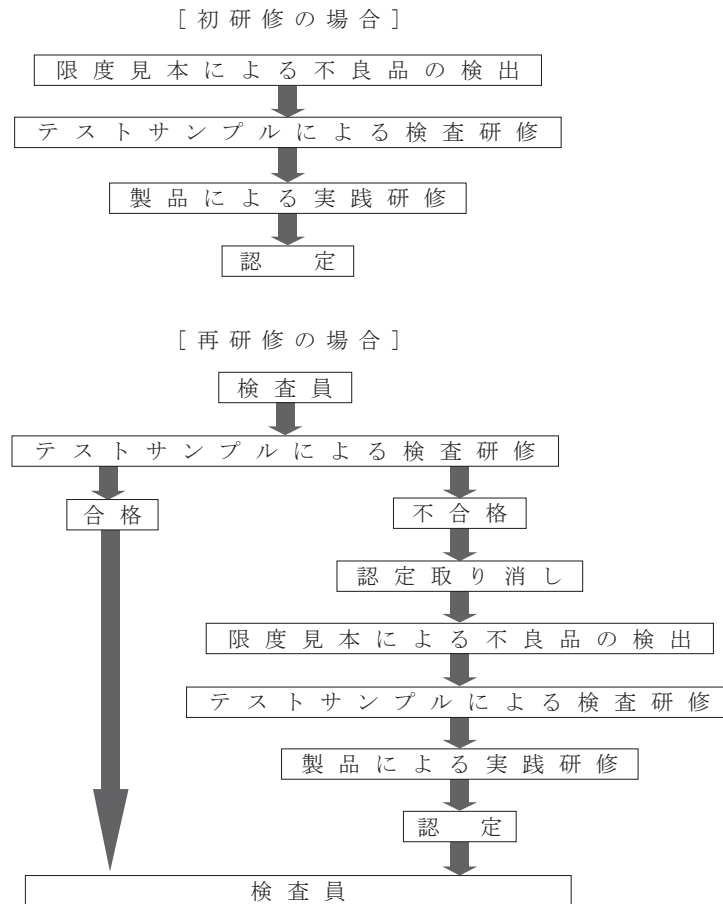 [初研修の場合]
限度見本による不良品の検出
テストサンプルによる検査研修
製品による実践研修
認　定
[再研修の場合]
検査員
テストサンプルによる検査研修
合格
不合格
認定取り消し
限度見本による不良品の検出
テストサンプルによる検査研修
製品による実践研修
認　定
検査員